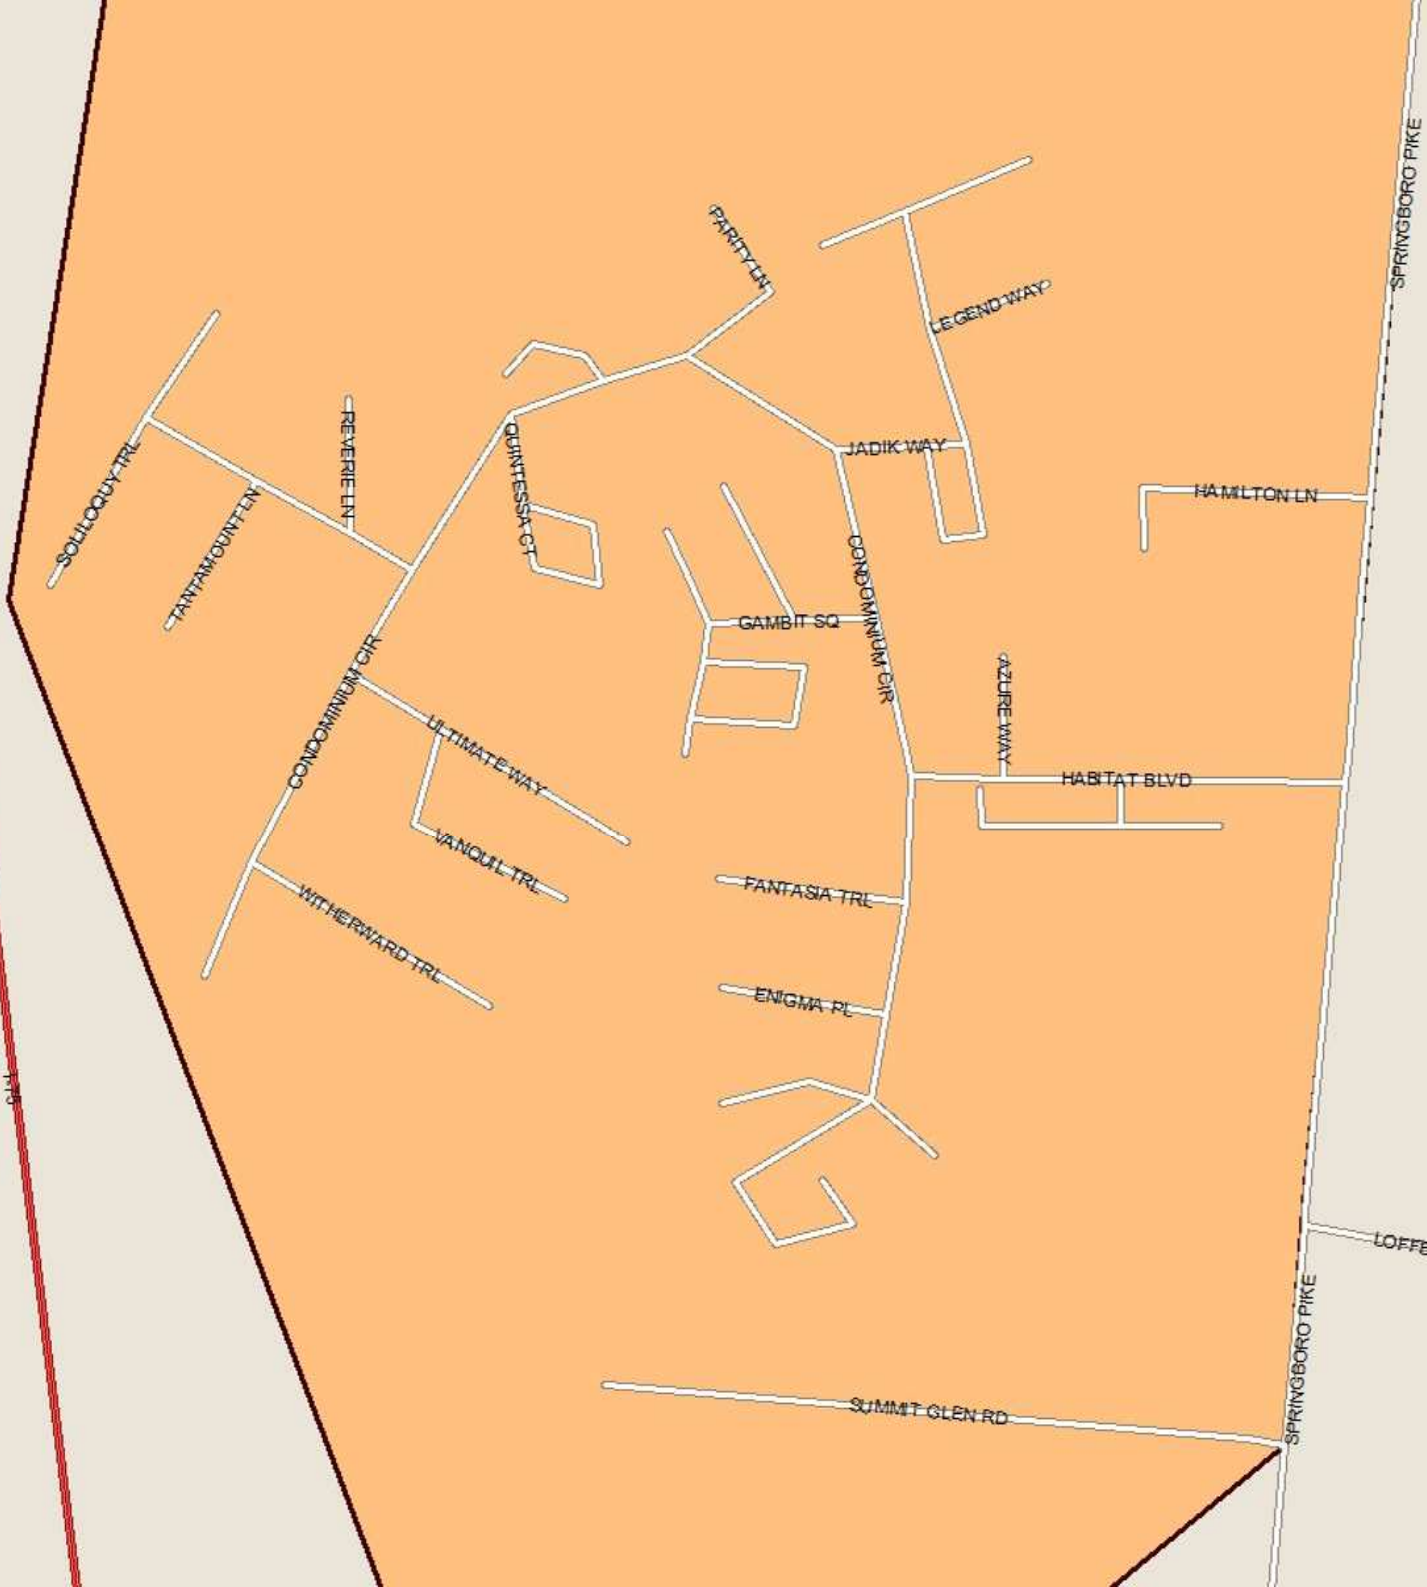 SPRINGBORO PIKE
PARITY LN
LEGEND WAY
SOLILOQUY TRL
REVERIE LN
QUINTESSA CT
JADIK WAY
HAMILTON LN
TANTAMOUNT LN
CONDOMINIUM CIR
GAMBIT SQ
CONDOMINIUM CIR
AZURE WAY
ULTIMATE WAY
HABITAT BLVD
VANQUIL TRL
FANTASIA TRL
WITHERWARD TRL
ENIGMA PL
I-75
LOFFE
SPRINGBORO PIKE
SUMMIT GLEN RD